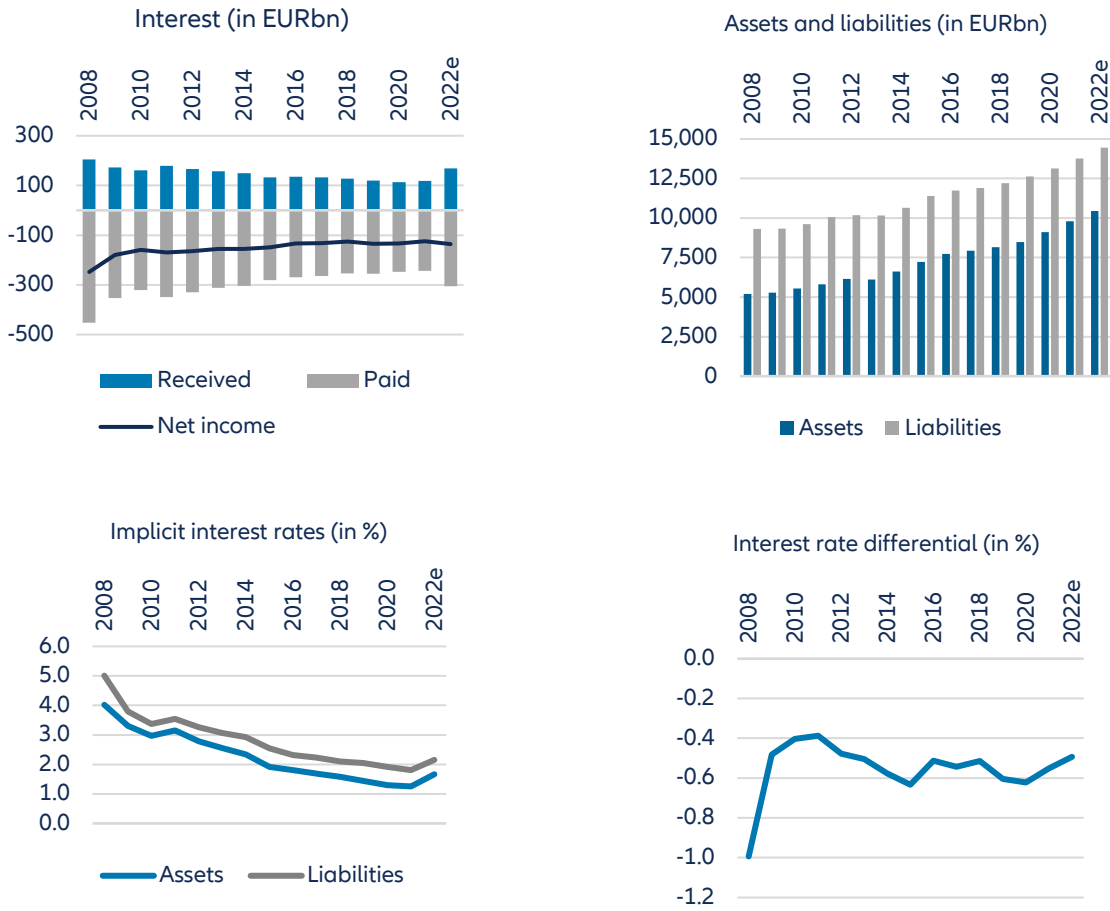 Interest (in EURbn)
2008 2010 2012 2014 2016 2018 2020 2022e
300
100
-100
-300
-500
Received Paid
Net income
Assets and liabilities (in EURbn)
2008 2010 2012 2014 2016 2018 2020 2022e
15,000
12,500
10,000
7,500
5,000
2,500
0
Assets Liabilities
Implicit interest rates (in %)
2008 2010 2012 2014 2016 2018 2020 2022e
6.0
5.0
4.0
3.0
2.0
1.0
0.0
Assets Liabilities
Interest rate differential (in %)
2008 2010 2012 2014 2016 2018 2020 2022e
0.0
-0.2
-0.4
-0.6
-0.8
-1.0
-1.2